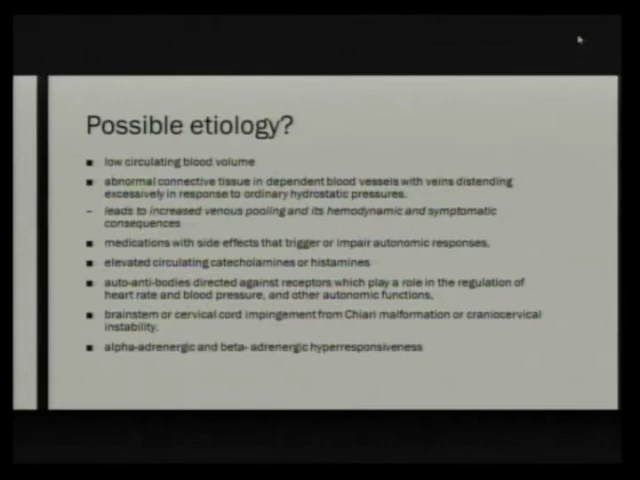 Possible etiology?
■ low circulating blood volume
■ abnormal connective tissue in dependent blood vessels with veins distending
excessively in response to ordinary hydrostatic pressures.
– leads to increased venous pooling and its hemodynamic and symptomatic
consequences
■ medications with side effects that trigger or impair autonomic responses.
■ elevated circulating catecholamines or histamines
■ auto-anti-bodies directed against receptors which play a role in the regulation of
heart rate and blood pressure, and other autonomic functions,
■ brainstem or cervical cord impingement from Chiari malformation or craniocervical
instability.
■ alpha-adrenergic and beta- adrenergic hyperresponsiveness